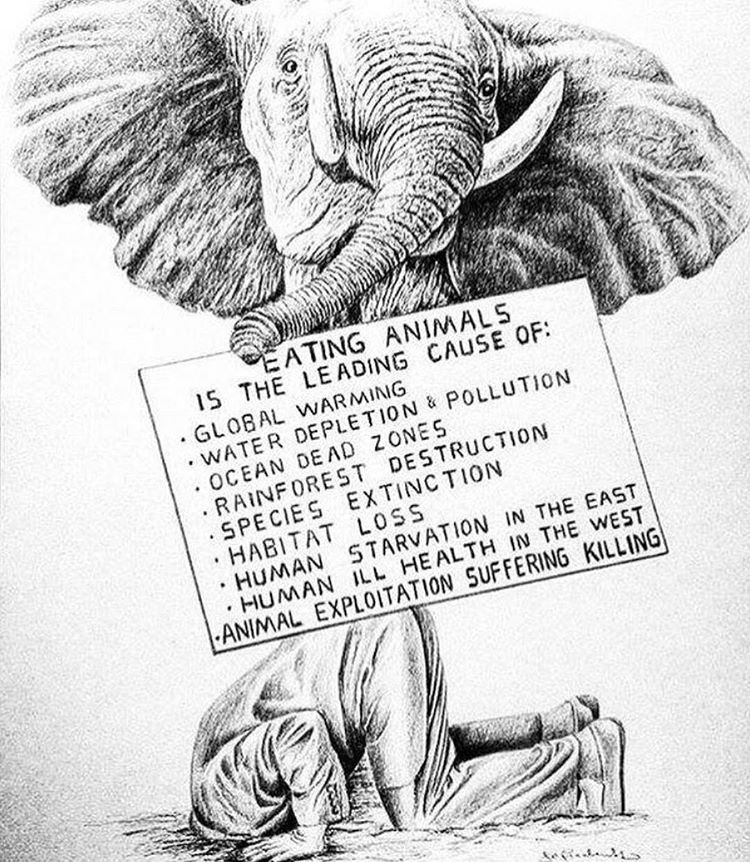 EATING ANIMALS
IS THE LEADING CAUSE OF:
• GLOBAL WARMING
• WATER DEPLETION & POLLUTION
• OCEAN DEAD ZONES
• RAINFOREST DESTRUCTION
• SPECIES EXTINCTION
• HABITAT LOSS
• HUMAN STARVATION IN THE EAST
• HUMAN ILL HEALTH IN THE WEST
• ANIMAL EXPLOITATION SUFFERING KILLING